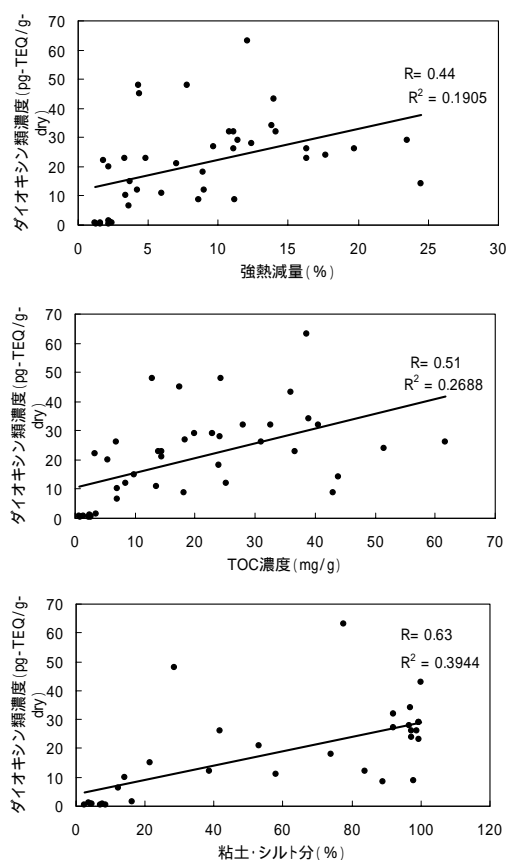 ダイオキシン類濃度(pg-TEQ/g-
dry)
70
60
50
40
30
20
10
0
R= 0.44
R² = 0.1905
0 5 10 15 20 25 30
強熱減量(%)
ダイオキシン類濃度(pg-TEQ/g-
dry)
70
60
50
40
30
20
10
0
R= 0.51
R² = 0.2688
0 10 20 30 40 50 60 70
TOC濃度(mg/g)
ダイオキシン類濃度(pg-TEQ/g-
dry)
70
60
50
40
30
20
10
0
R= 0.63
R² = 0.3944
0 20 40 60 80 100 120
粘土・シルト分(%)